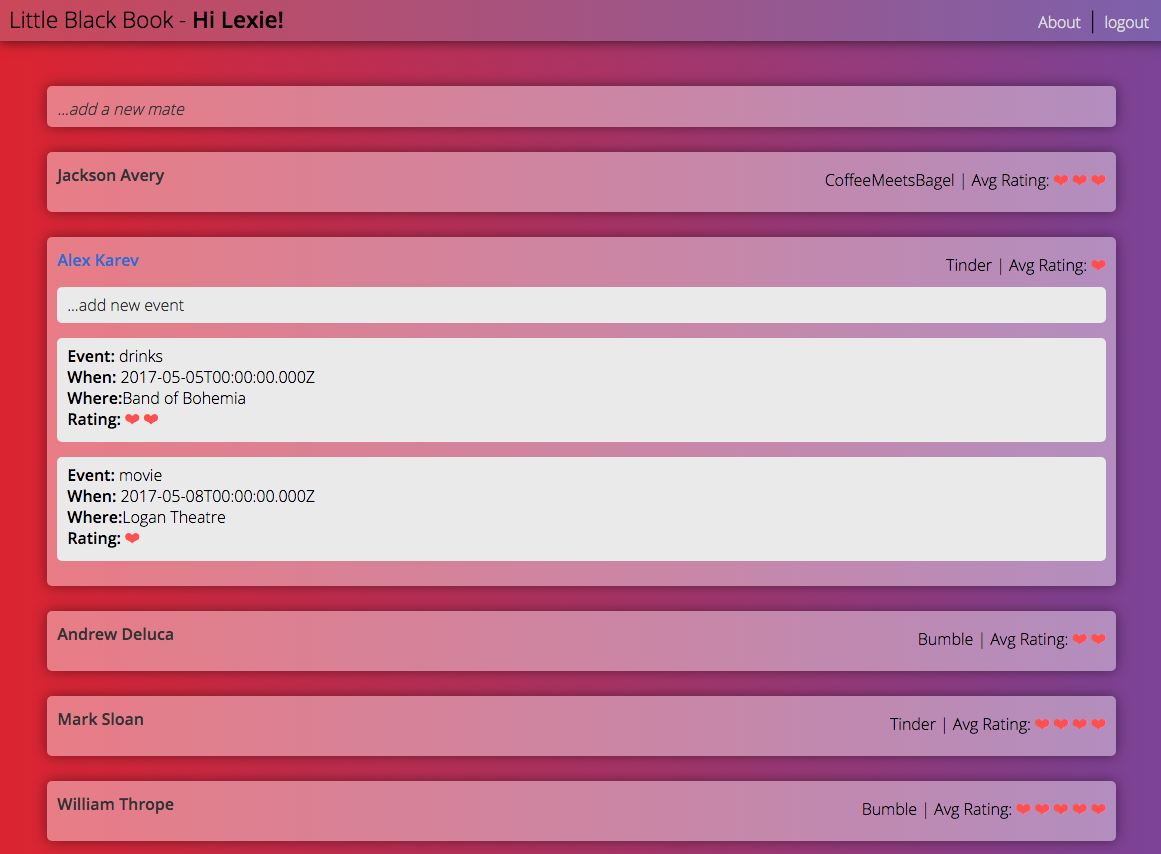 Little Black Book - Hi Lexie!
About | logout
...add a new mate
Jackson Avery
CoffeeMeetsBagel | Avg Rating: ❤ ❤ ❤
Alex Karev
Tinder | Avg Rating: ❤
...add new event
Event: drinks
When: 2017-05-05T00:00:00.000Z
Where:Band of Bohemia
Rating: ❤ ❤
Event: movie
When: 2017-05-08T00:00:00.000Z
Where:Logan Theatre
Rating: ❤
Andrew Deluca
Bumble | Avg Rating: ❤ ❤
Mark Sloan
Tinder | Avg Rating: ❤ ❤ ❤ ❤
William Thrope
Bumble | Avg Rating: ❤ ❤ ❤ ❤ ❤